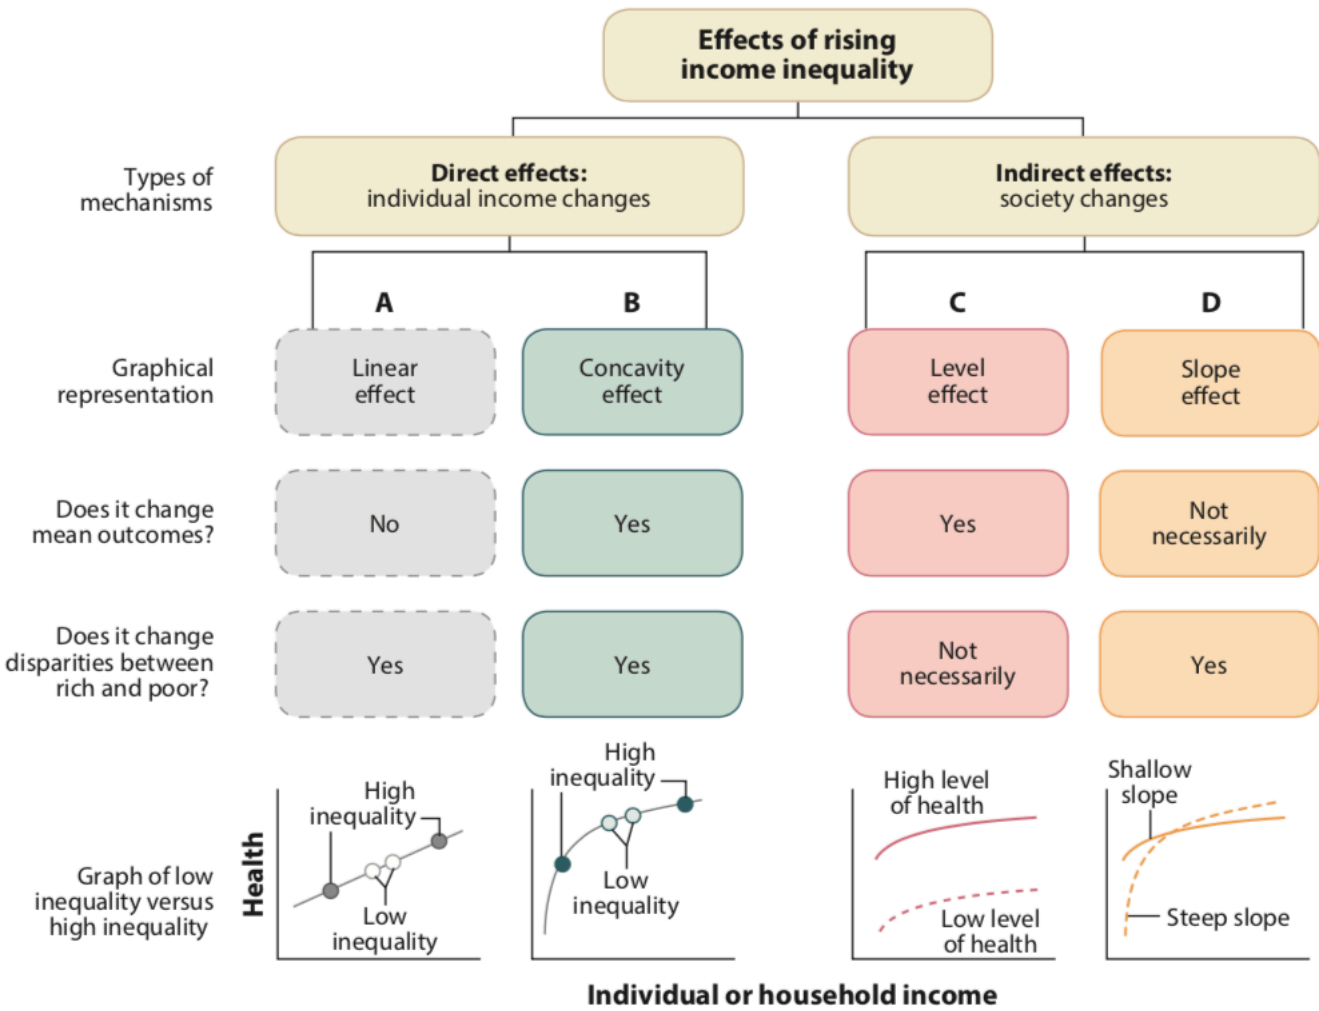 Effects of rising
income inequality
Types of
mechanisms
Direct effects:
individual income changes
Indirect effects:
society changes
A
B
C
D
Graphical
representation
Linear
effect
Concavity
effect
Level
effect
Slope
effect
Does it change
mean outcomes?
No
Yes
Yes
Not
necessarily
Does it change
disparities between
rich and poor?
Yes
Yes
Not
necessarily
Yes
Graph of low
inequality versus
high inequality
Health
High
inequality
Low
inequality
High
inequality
Low
inequality
High level
of health
Low level
of health
Shallow
slope
Steep slope
Individual or household income